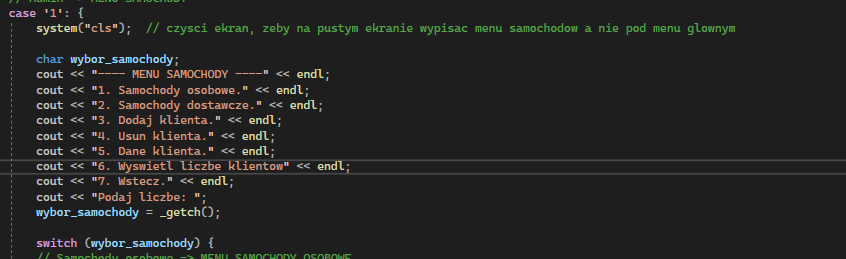 // Admin => MENU SAMOCHODY
case '1': {
system("cls");  // czysci ekran, zeby na pustym ekranie wypisac menu samochodow a nie pod menu glownym
char wybor_samochody;
cout << "---- MENU SAMOCHODY ----" << endl;
cout << "1. Samochody osobowe." << endl;
cout << "2. Samochody dostawcze." << endl;
cout << "3. Dodaj klienta." << endl;
cout << "4. Usun klienta." << endl;
cout << "5. Dane klienta." << endl;
cout << "6. Wyswietl liczbe klientow" << endl;
cout << "7. Wstecz." << endl;
cout << "Podaj liczbe: ";
wybor_samochody = _getch();
switch (wybor_samochody) {
// Samochody osobowe => MENU SAMOCHODY OSOBOWE